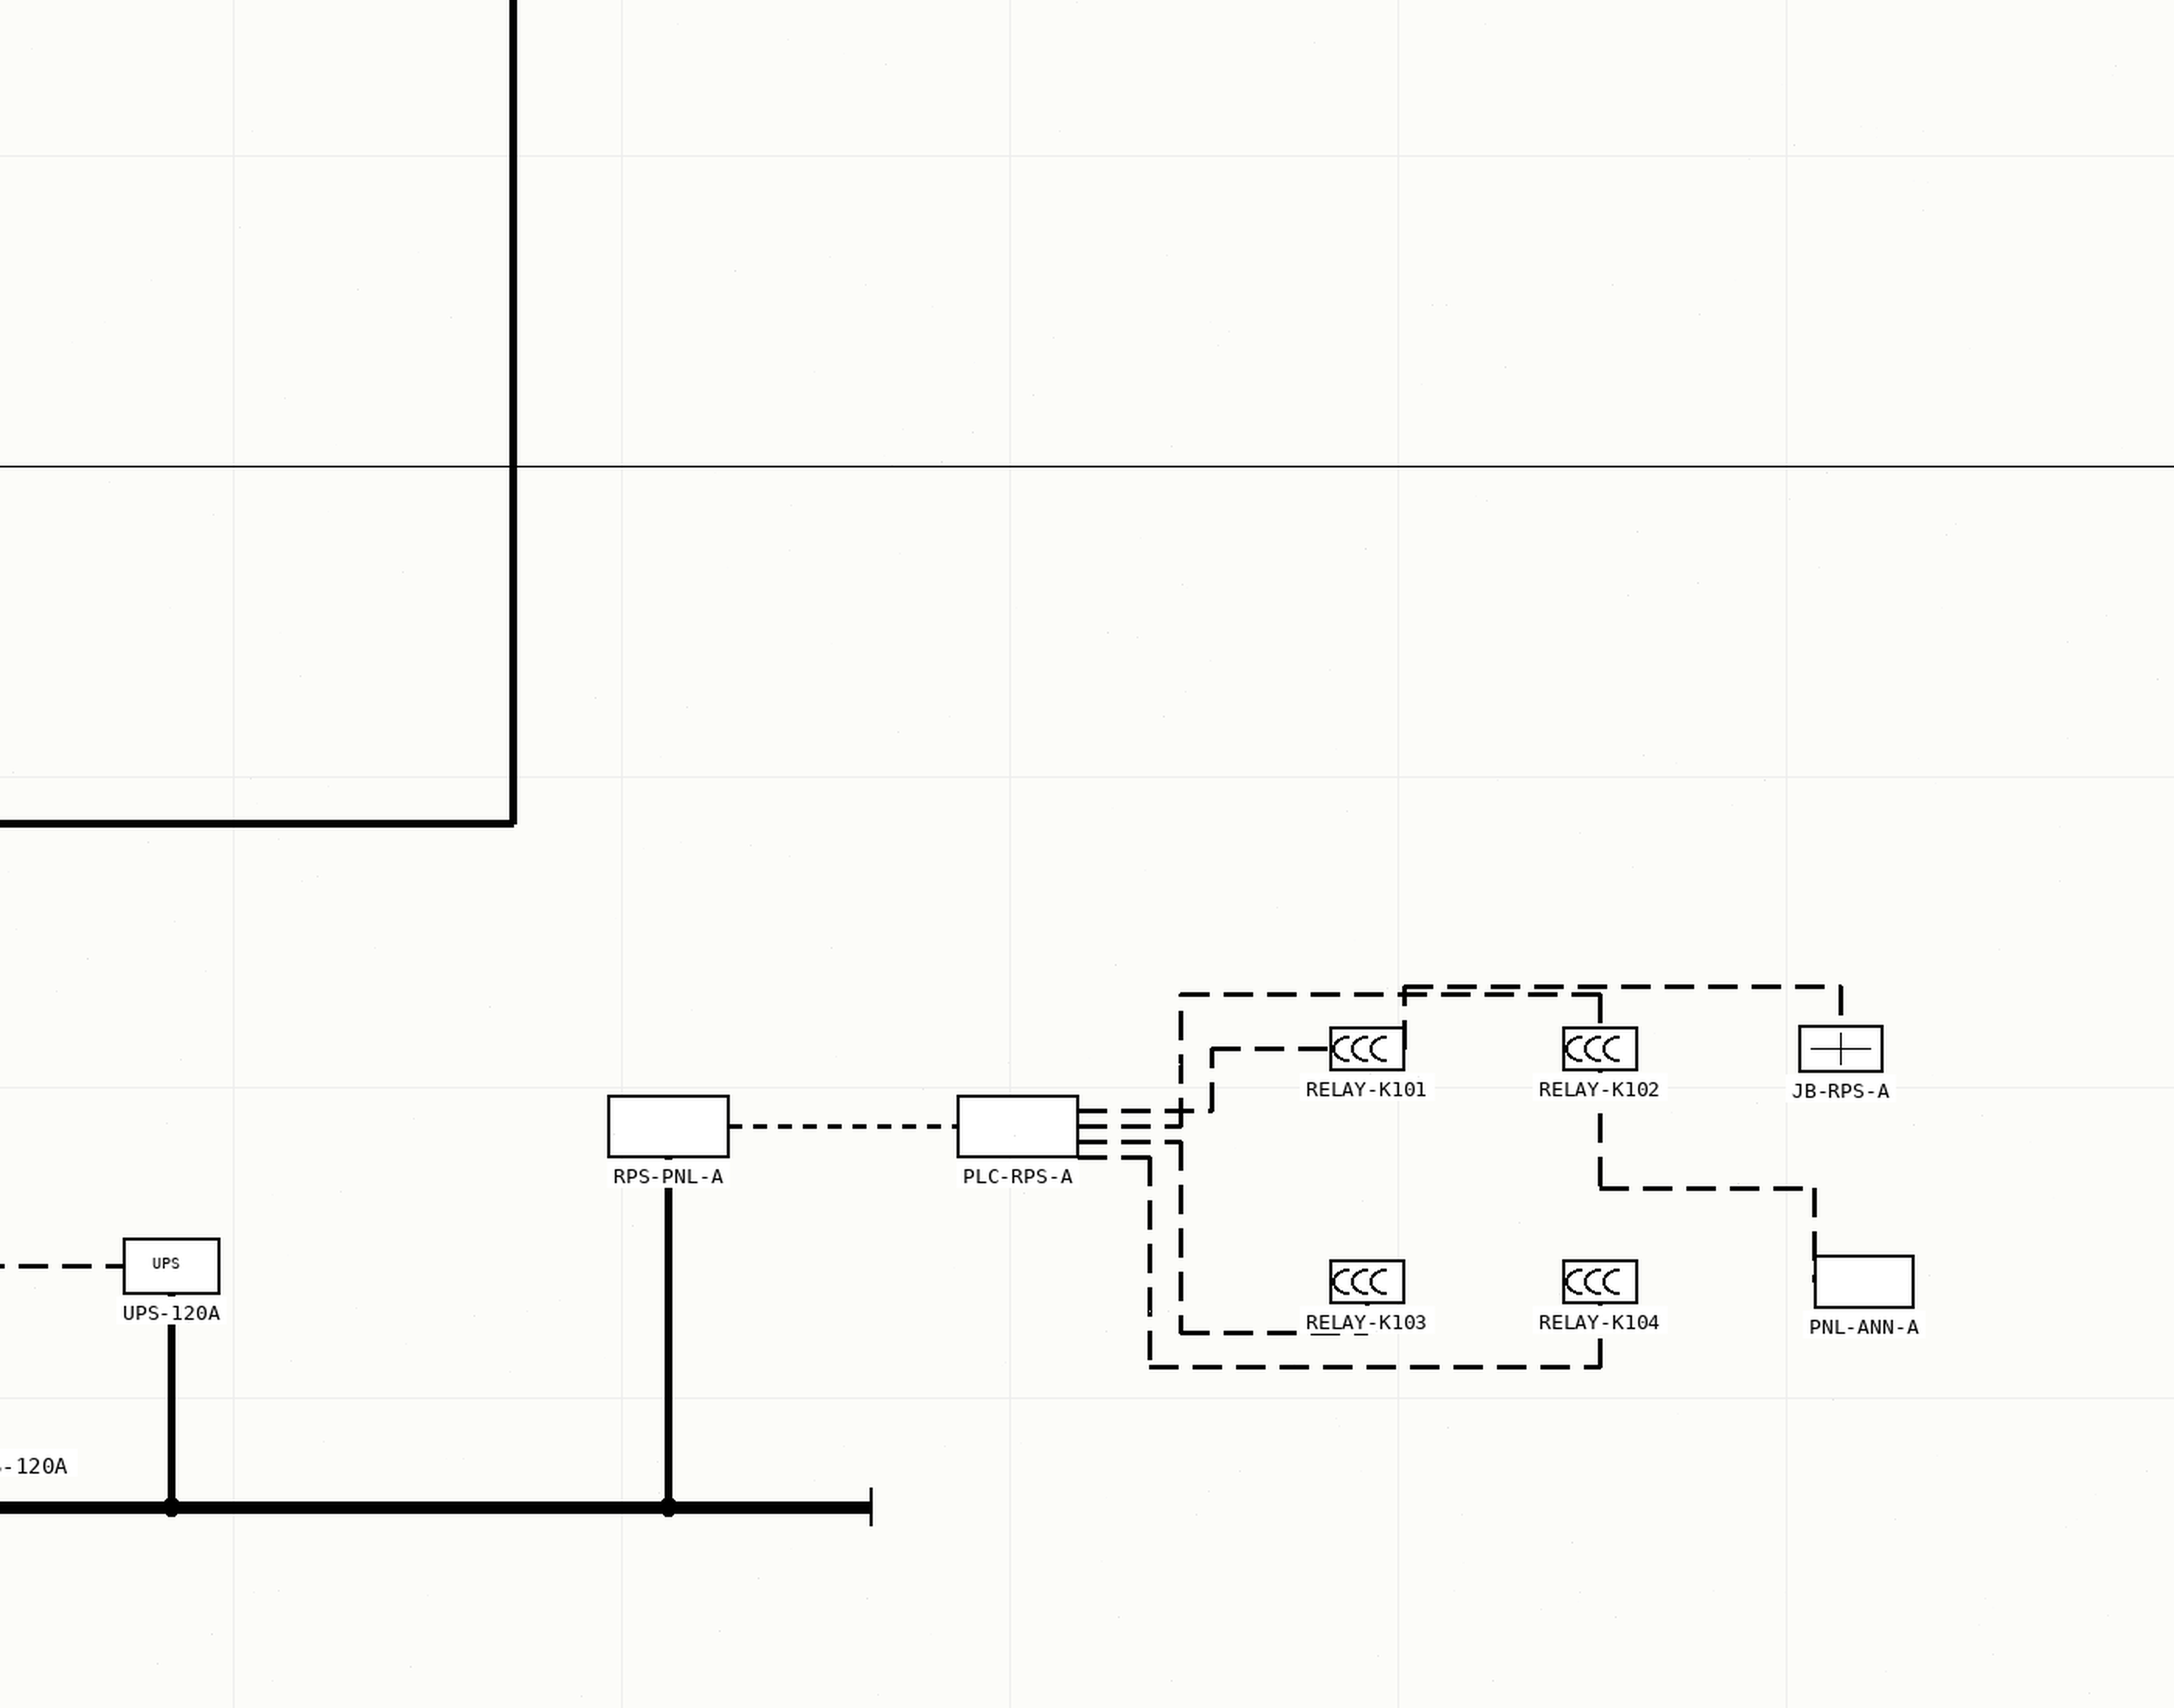 RELAY-K101
RELAY-K102
JB-RPS-A
RPS-PNL-A
PLC-RPS-A
UPS
UPS-120A
RELAY-K103
RELAY-K104
PNL-ANN-A
-120A